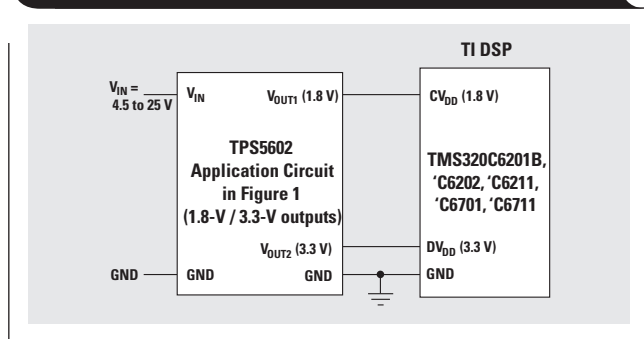 TI DSP
V_IN =
4.5 to 25 V
V_IN
V_OUT1 (1.8 V)
CV_DD (1.8 V)
TPS5602
Application Circuit
in Figure 1
(1.8-V / 3.3-V outputs)
TMS320C6201B,
‘C6202, ‘C6211,
‘C6701, ‘C6711
V_OUT2 (3.3 V)
DV_DD (3.3 V)
GND
GND
GND
GND